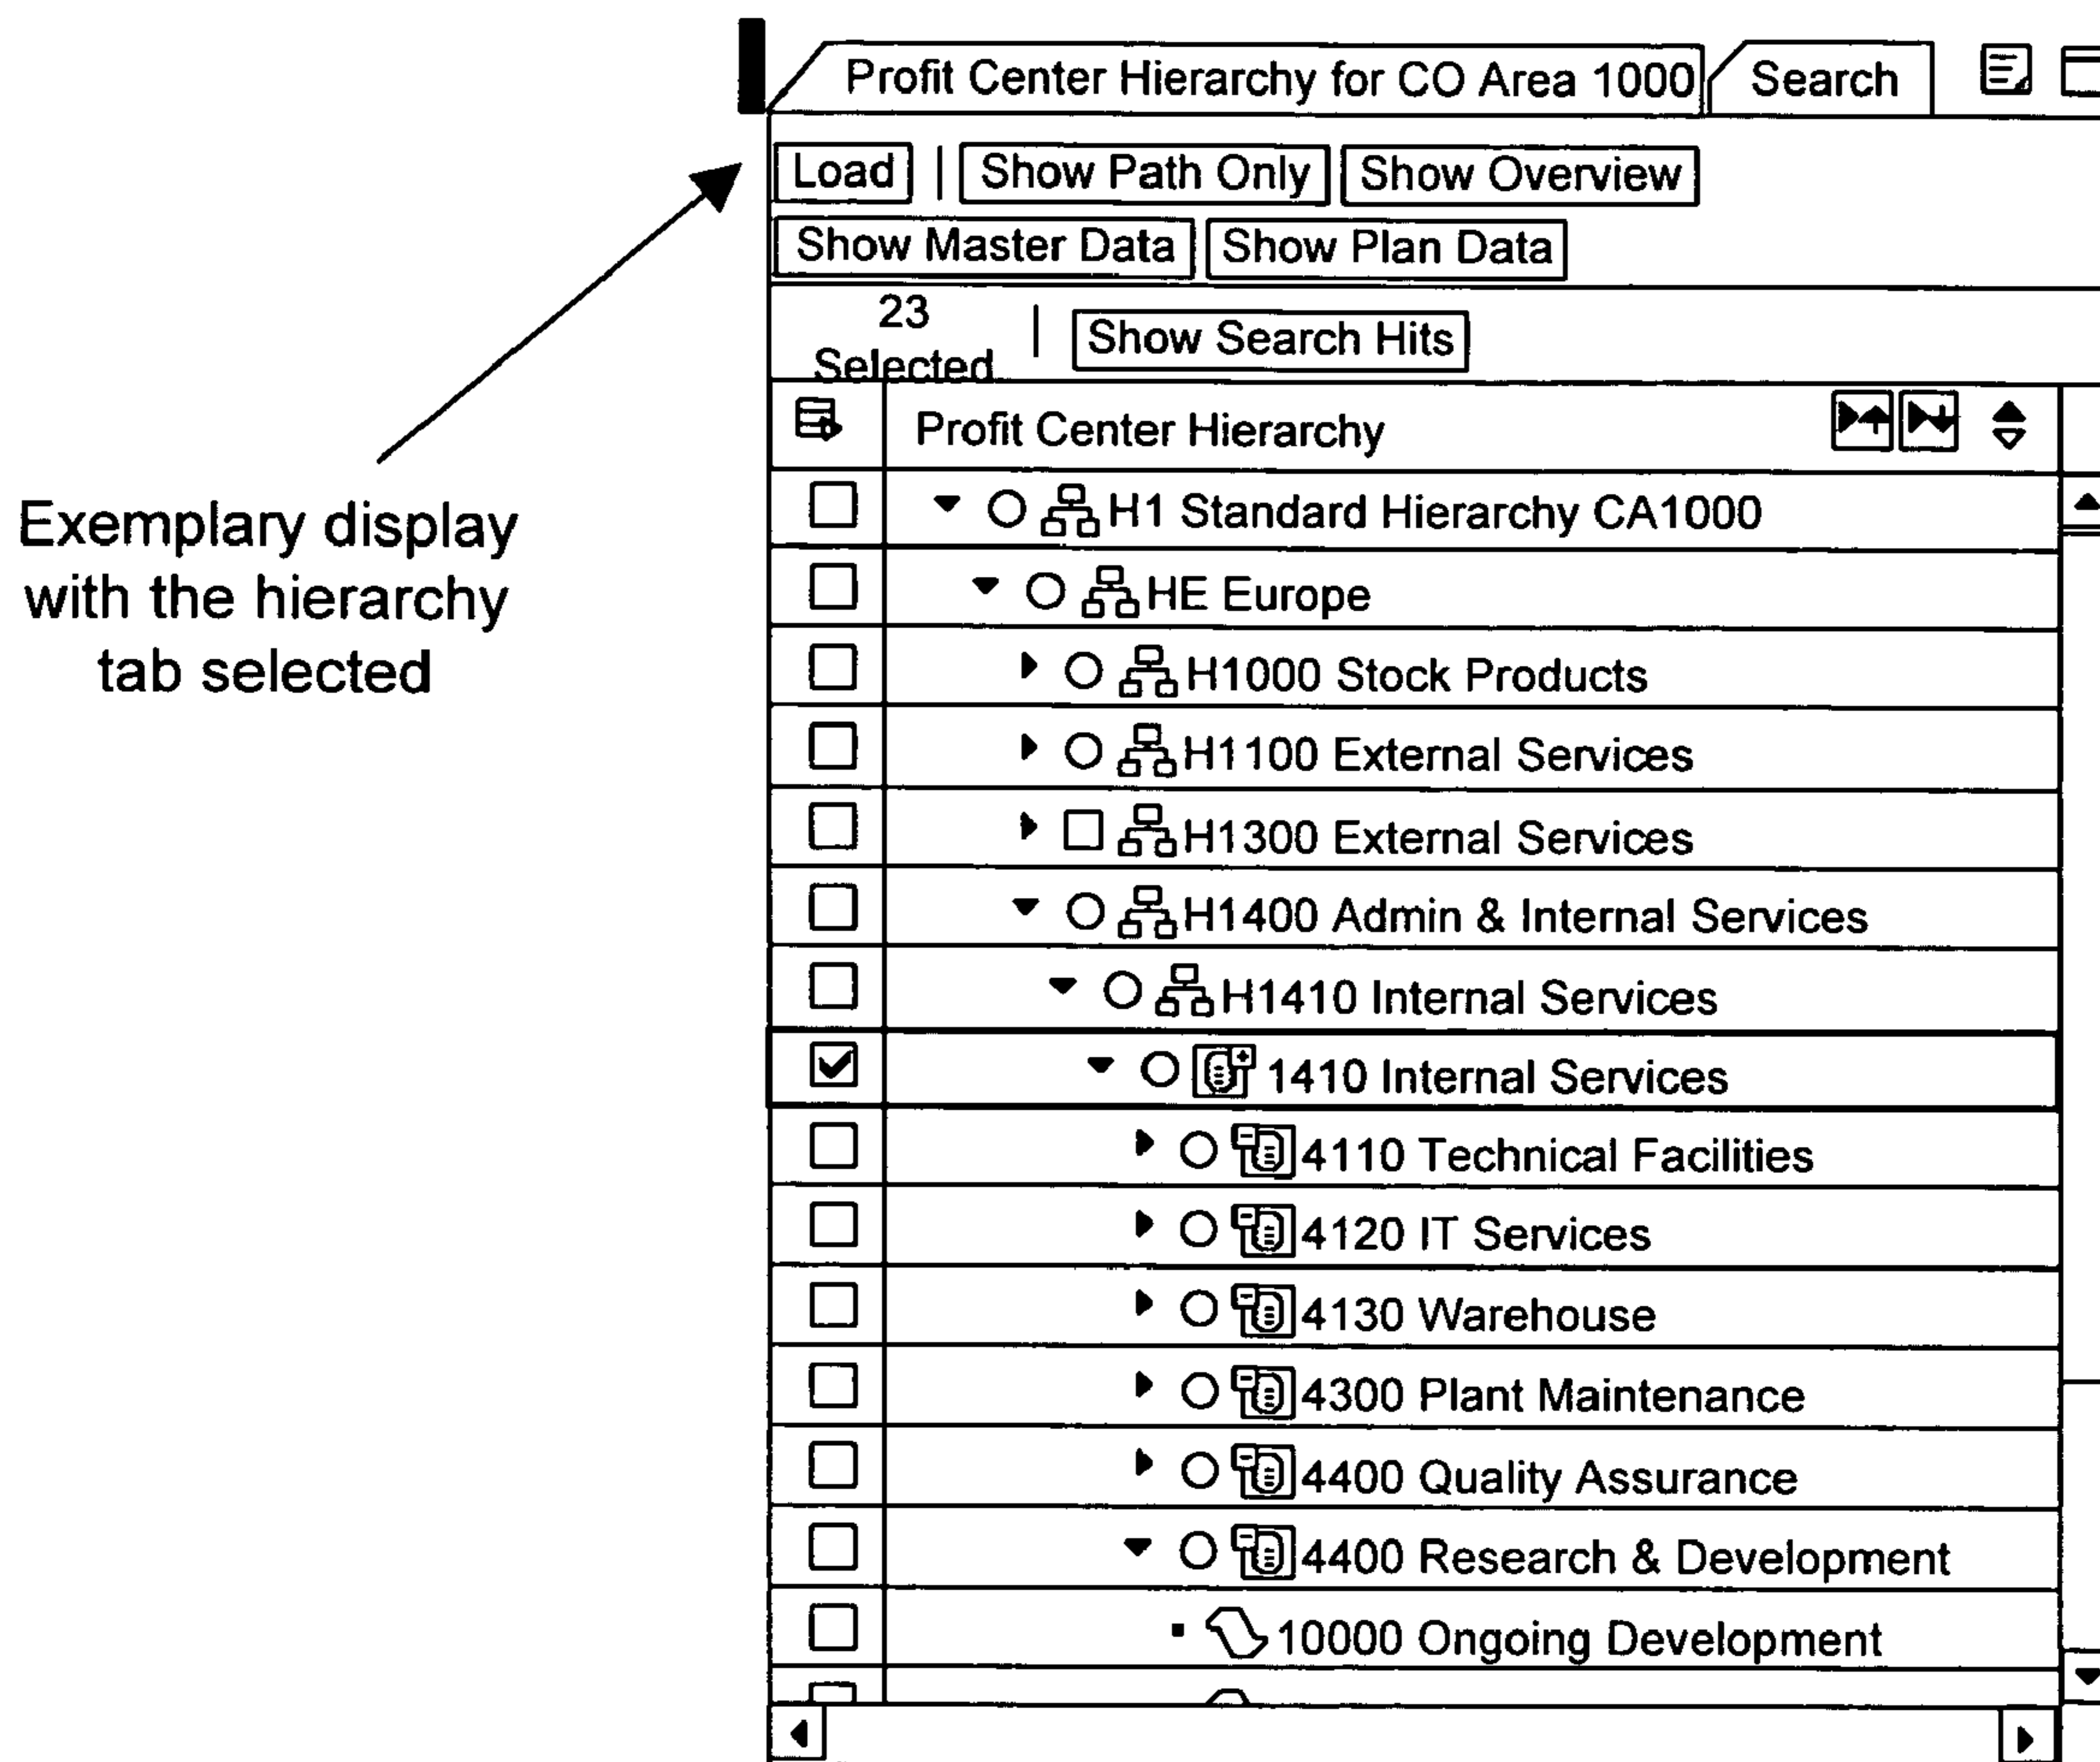 Profit Center Hierarchy for CO Area 1000 Search
Load | Show Path Only Show Overview
Show Master Data Show Plan Data
23
Selected | Show Search Hits
Profit Center Hierarchy
H1 Standard Hierarchy CA1000
HE Europe
H1000 Stock Products
H1100 External Services
H1300 External Services
H1400 Admin & Internal Services
H1410 Internal Services
1410 Internal Services
4110 Technical Facilities
4120 IT Services
4130 Warehouse
4300 Plant Maintenance
4400 Quality Assurance
4400 Research & Development
10000 Ongoing Development
Exemplary display
with the hierarchy
tab selected